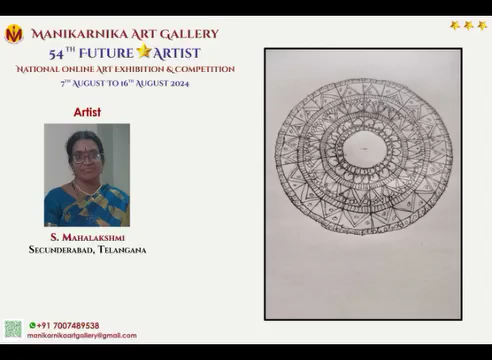 Manikarnika Art Gallery
54th Future Artist
National online Art Exhibition & Competition
7th August to 16th August 2024
Artist
S. Mahalakshmi
Secunderabad, Telangana
+91 7007489538
manikarnikaartgallery@gmail.com